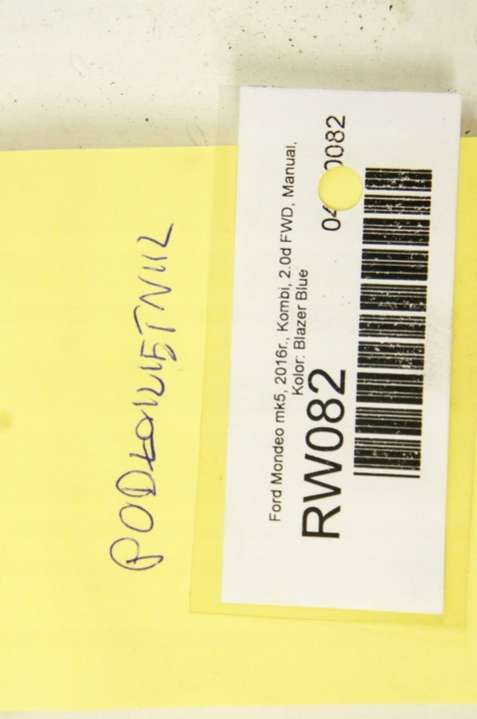 PODŁOKIETNIK
Ford Mondeo mk5, 2016r., Kombi, 2.0d FWD, Manual,
Kolor: Blazer Blue
RW082